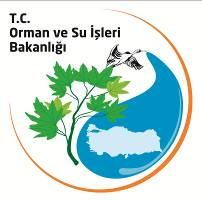 T.C.
Orman ve Su İşleri
Bakanlığı